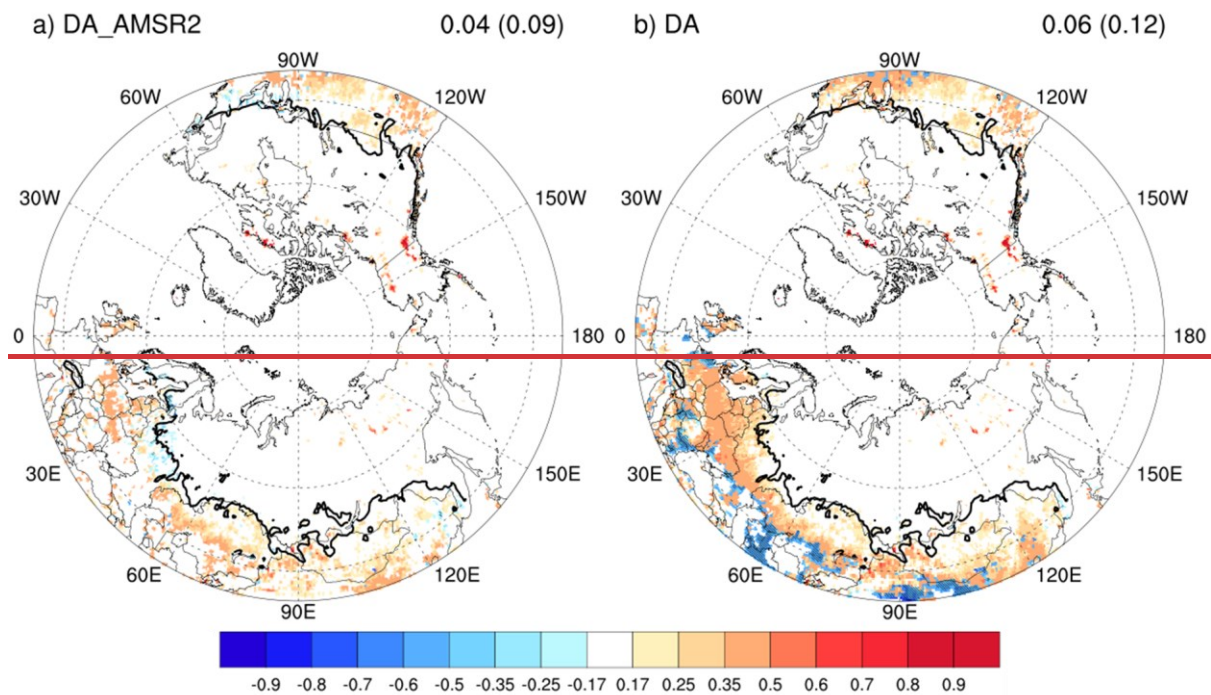 a) DA_AMSR2 0.04 (0.09) b) DA 0.06 (0.12)
90W 90W
60W 120W 60W 120W
30W 150W 30W 150W
0 180 0 180
30E 150E 30E 150E
60E 120E 60E 120E
90E 90E
-0.9 -0.8 -0.7 -0.6 -0.5 -0.35 -0.25 -0.17 0.17 0.25 0.35 0.5 0.6 0.7 0.8 0.9